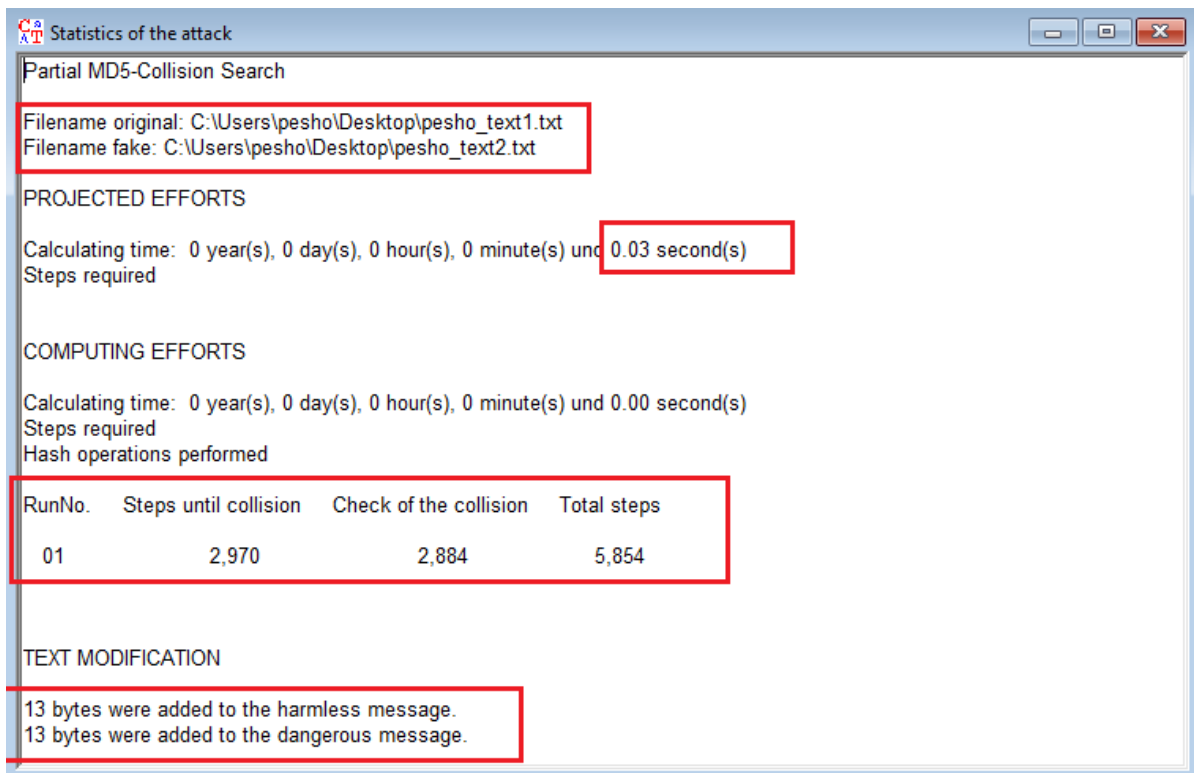 Statistics of the attack
Partial MD5-Collision Search
Filename original: C:\Users\pesho\Desktop\pesho_text1.txt
Filename fake: C:\Users\pesho\Desktop\pesho_text2.txt
PROJECTED EFFORTS
Calculating time:  0 year(s), 0 day(s), 0 hour(s), 0 minute(s) und 0.03 second(s)
Steps required
COMPUTING EFFORTS
Calculating time:  0 year(s), 0 day(s), 0 hour(s), 0 minute(s) und 0.00 second(s)
Steps required
Hash operations performed
RunNo. Steps until collision Check of the collision Total steps
01 2,970 2,884 5,854
TEXT MODIFICATION
13 bytes were added to the harmless message.
13 bytes were added to the dangerous message.